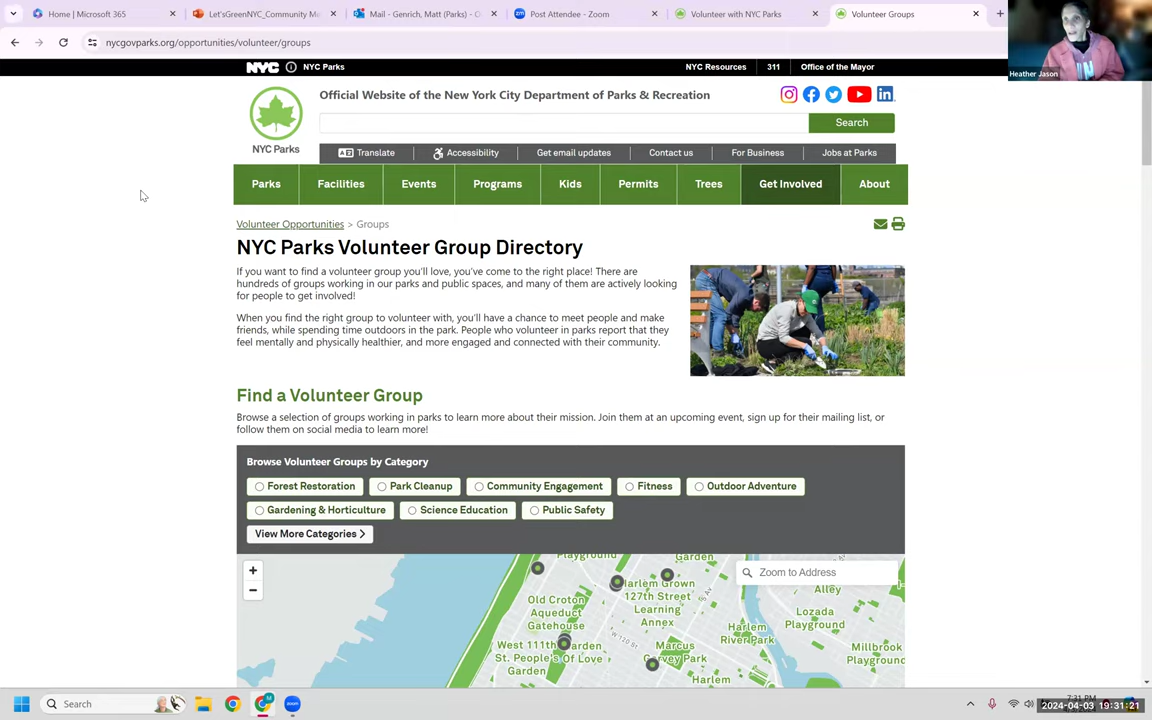 Home | Microsoft 365
Let'sGreenNYC_Community M
Mail - Genrich, Matt (Parks) - O
Post Attendee - Zoom
Volunteer with NYC Parks
Volunteer Groups
nycgovparks.org/opportunities/volunteer/groups
Heather Jason
NYC
NYC Parks
NYC Resources
311
Office of the Mayor
NYC Parks
Official Website of the New York City Department of Parks & Recreation
Search
Translate
Accessibility
Get email updates
Contact us
For Business
Jobs at Parks
Parks
Facilities
Events
Programs
Kids
Permits
Trees
Get Involved
About
Volunteer Opportunities > Groups
NYC Parks Volunteer Group Directory
If you want to find a volunteer group you'll love, you've come to the right place! There are
hundreds of groups working in our parks and public spaces, and many of them are actively looking
for people to get involved!
When you find the right group to volunteer with, you'll have a chance to meet people and make
friends, while spending time outdoors in the park. People who volunteer in parks report that they
feel mentally and physically healthier, and more engaged and connected with their community.
Find a Volunteer Group
Browse a selection of groups working in parks to learn more about their mission. Join them at an upcoming event, sign up for their mailing list, or
follow them on social media to learn more!
Browse Volunteer Groups by Category
Forest Restoration
Park Cleanup
Community Engagement
Fitness
Outdoor Adventure
Gardening & Horticulture
Science Education
Public Safety
View More Categories >
+
−
Zoom to Address
Playground
Garden
Harlem Grown
127th Street
Learning
Annex
Old Croton
Aqueduct
Gatehouse
W 120 St
West 111th Garden
St. People's Of Love
Garden
Marcus
Garvey Park
Harlem
Harlem
River Park
Alley
Lozada
Playground
Millbrook
Playground
Search
7:31 PM
2024-04-03 19:31:21